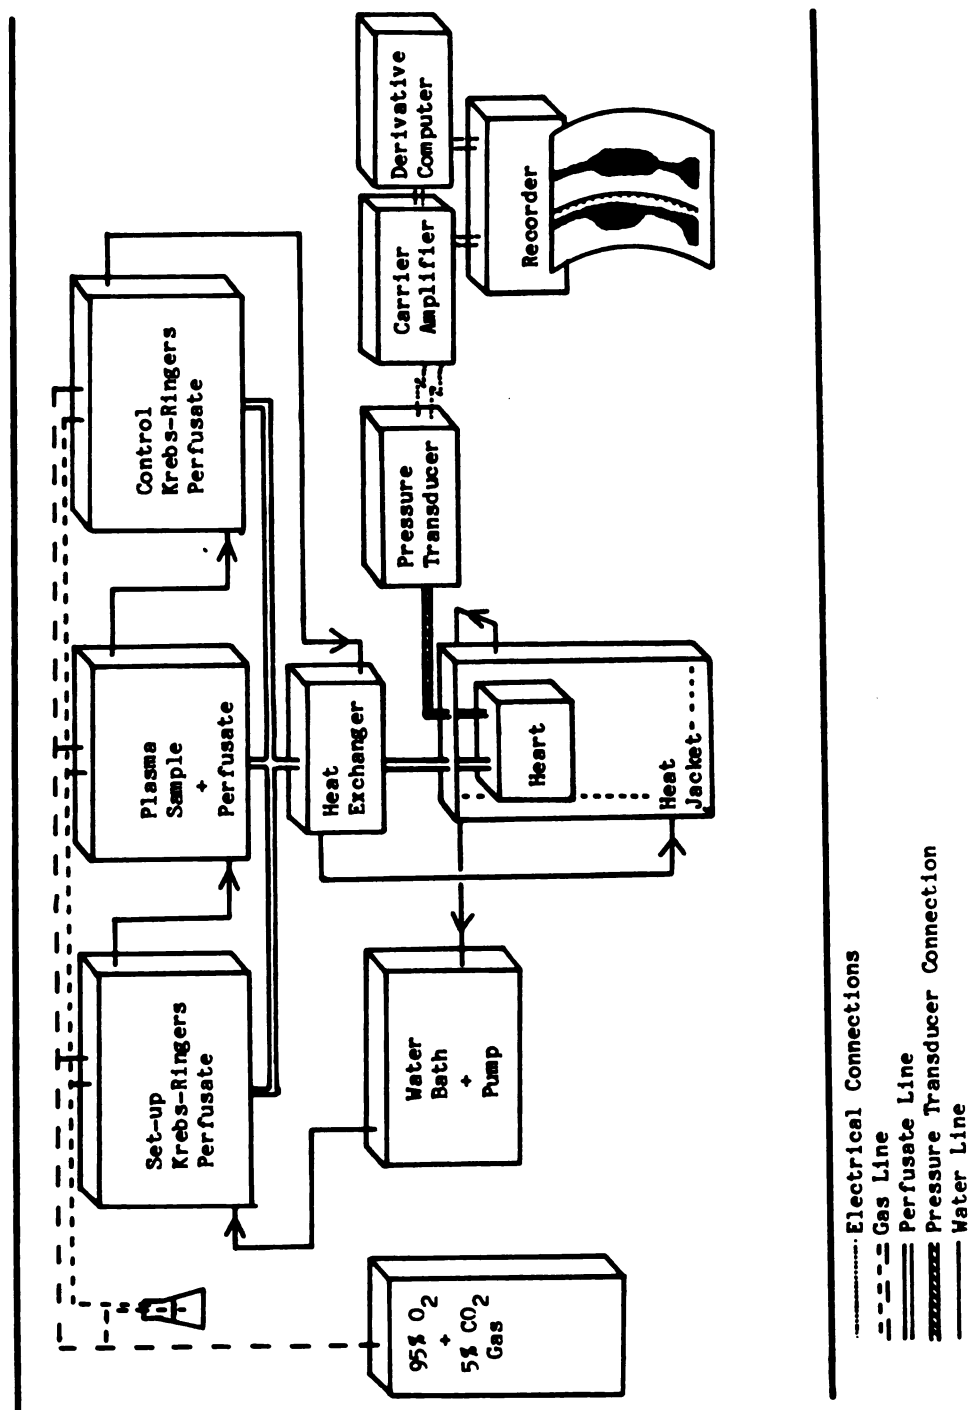 Set-up
Krebs-Ringers
Perfusate
Plasma
Sample
+
Perfusate
Control
Krebs-Ringers
Perfusate
Heat
Exchanger
95% O2
+
5% CO2
Gas
Water
Bath
+
Pump
Heart
Heat
Jacket
Pressure
Transducer
Carrier
Amplifier
Derivative
Computer
Recorder
Electrical Connections
Gas Line
Perfusate Line
Pressure Transducer Connection
Water Line